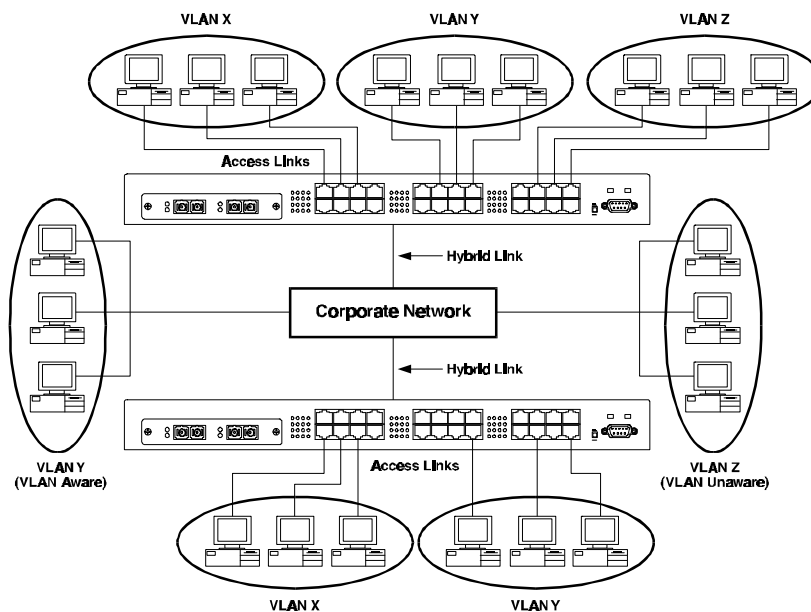 VLAN X
VLAN Y
VLAN Z
Access Links
Hybrid Link
Corporate Network
Hybrid Link
Access Links
VLAN Y
(VLAN Aware)
VLAN Z
(VLAN Unaware)
VLAN X
VLAN Y